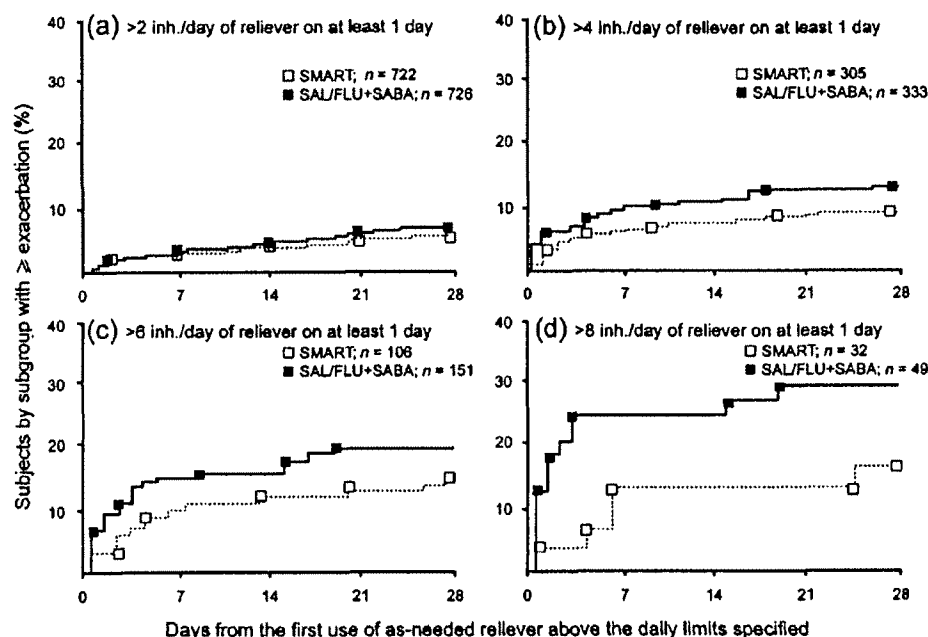 Subjects by subgroup with ⩾ exacerbation (%)
(a) >2 inh./day of reliever on at least 1 day
SMART; n = 722
SAL/FLU+SABA; n = 726
40
30
20
10
0 7 14 21 28
(b) >4 inh./day of reliever on at least 1 day
SMART; n = 305
SAL/FLU+SABA; n = 333
40
30
20
10
0 7 14 21 28
(c) >6 inh./day of reliever on at least 1 day
SMART; n = 106
SAL/FLU+SABA; n = 151
40
30
20
10
0 7 14 21 28
(d) >8 inh./day of reliever on at least 1 day
SMART; n = 32
SAL/FLU+SABA; n = 49
40
30
20
10
0 7 14 21 28
Days from the first use of as-needed reliever above the daily limits specified